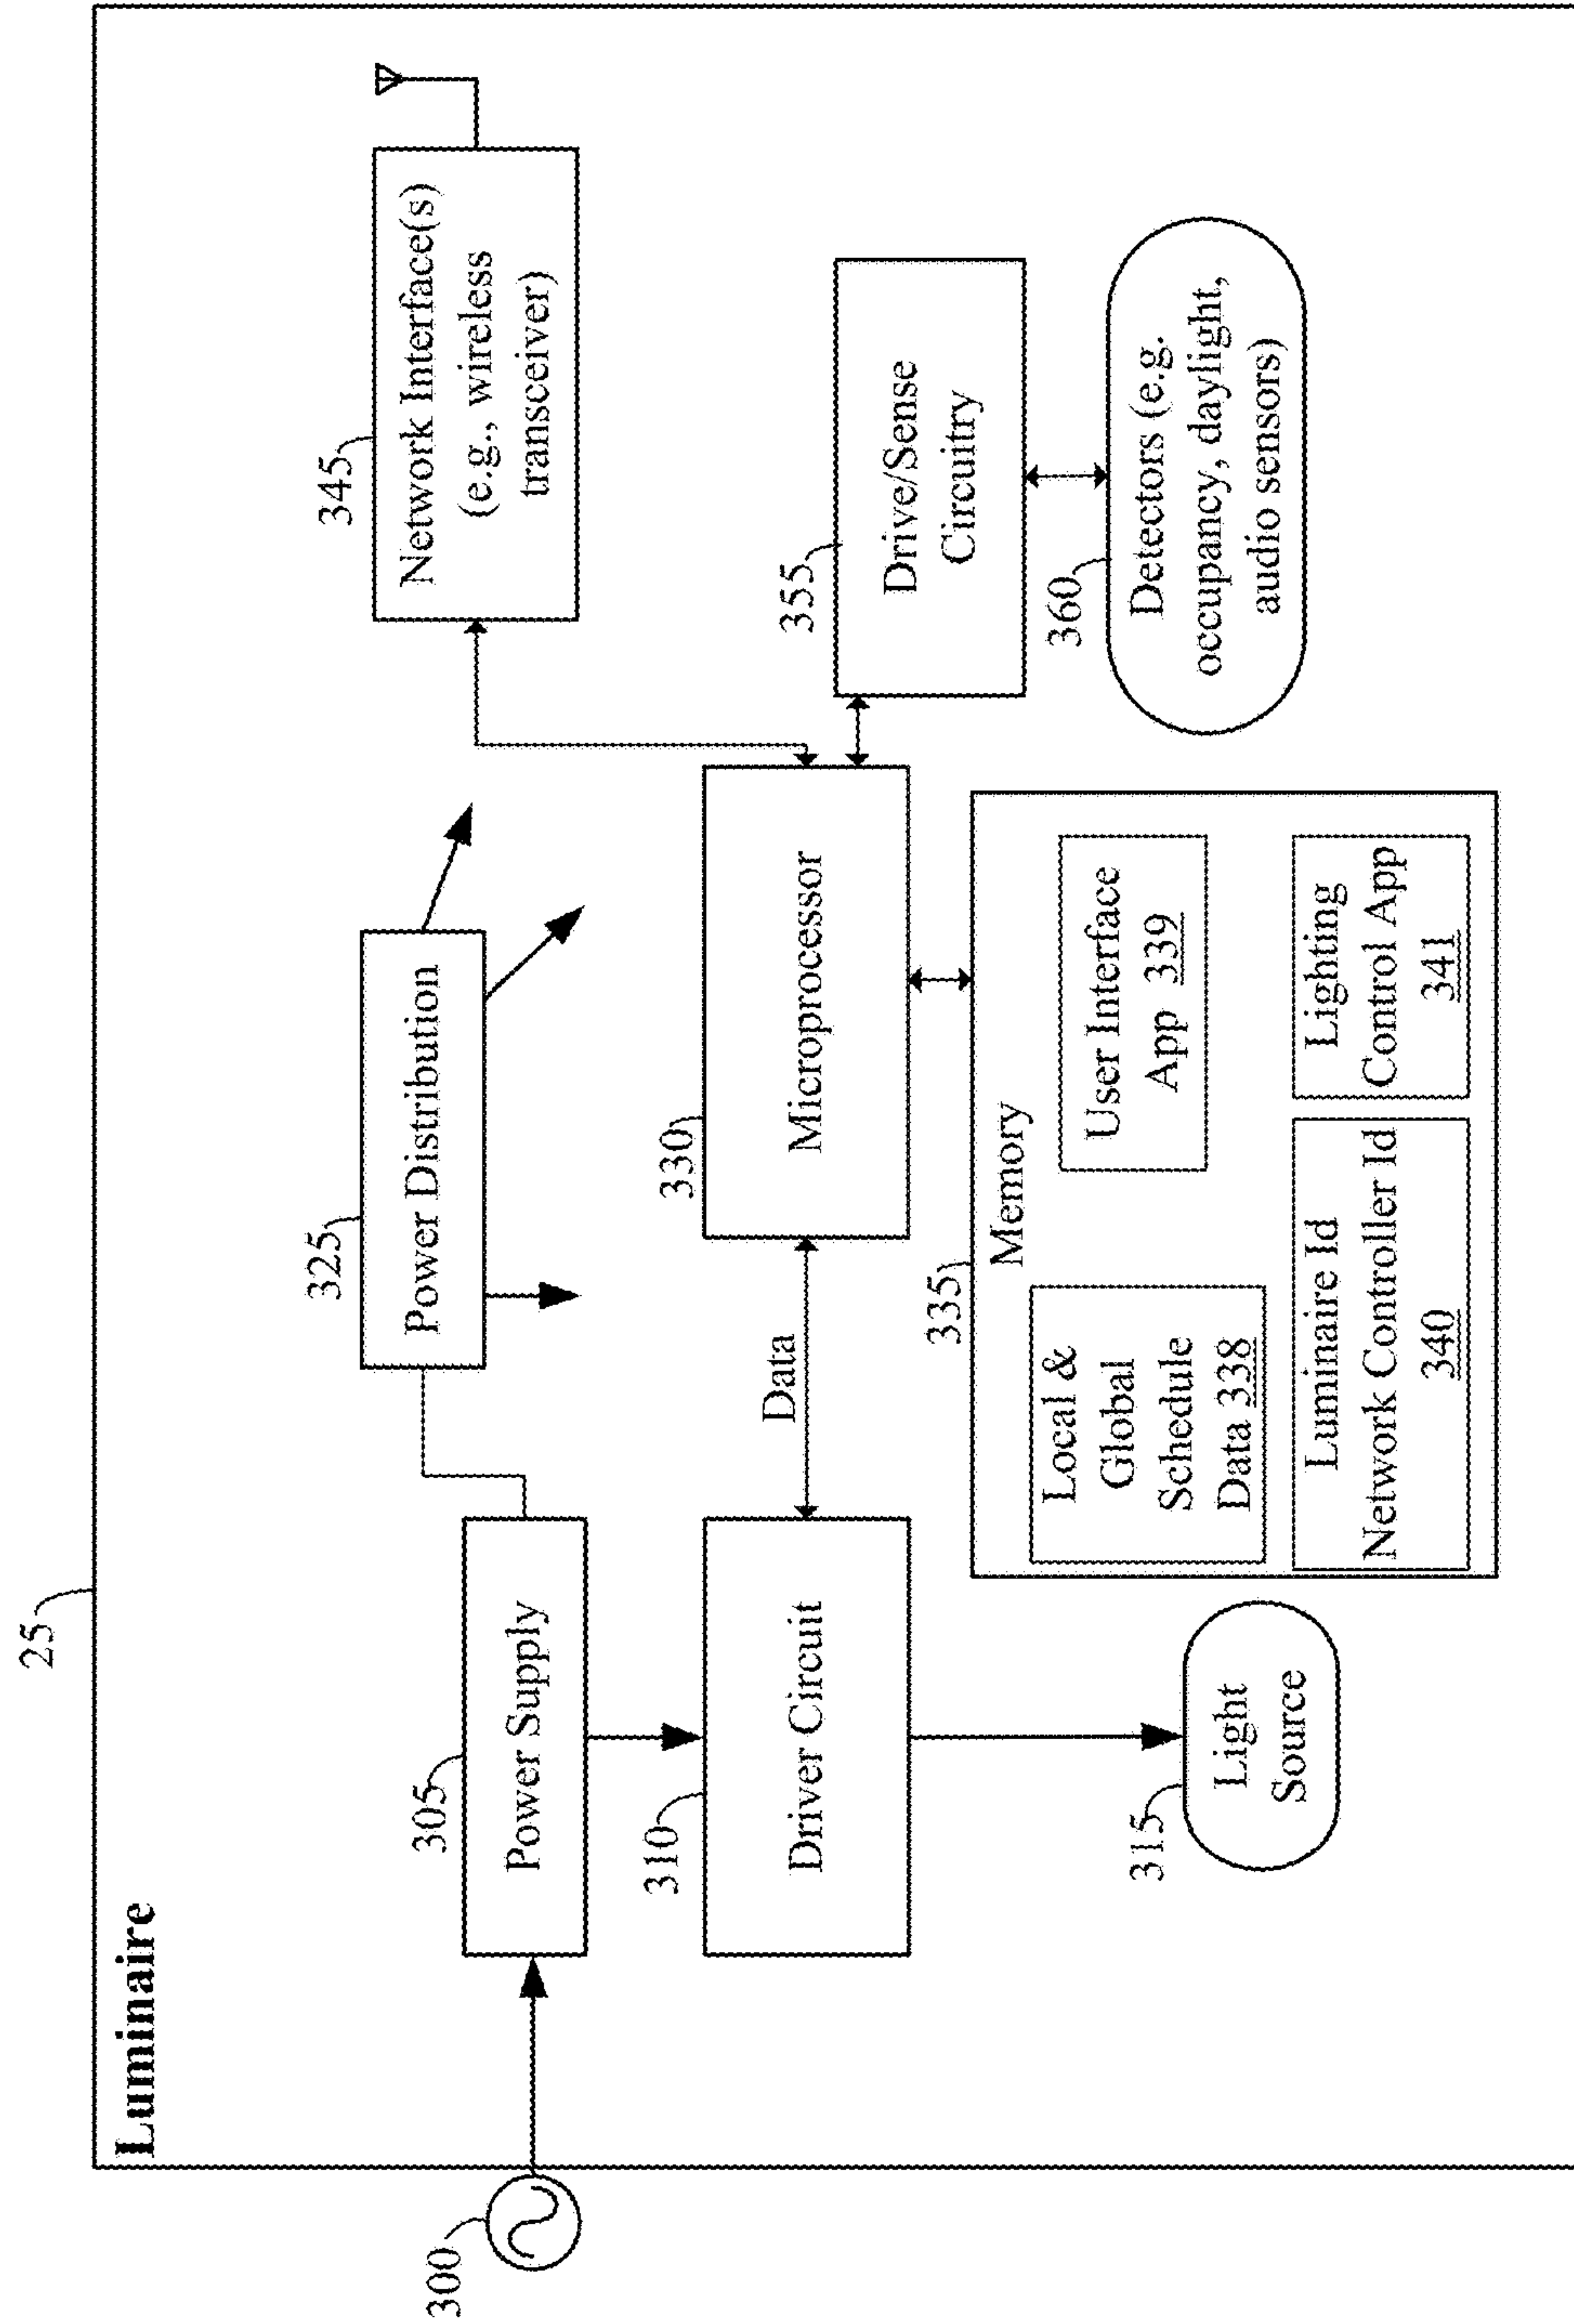 25
Luminaire
300
305
Power Supply
325
Power Distribution
345
Network Interface(s)
(e.g., wireless
transceiver)
310
Driver Circuit
Data
330
Microprocessor
355
Drive/Sense
Circuitry
315
Light
Source
335
Memory
Local &
Global
Schedule
Data 338
User Interface
App 339
Luminaire Id
Network Controller Id
340
Lighting
Control App
341
360
Detectors (e.g.
occupancy, daylight,
audio sensors)